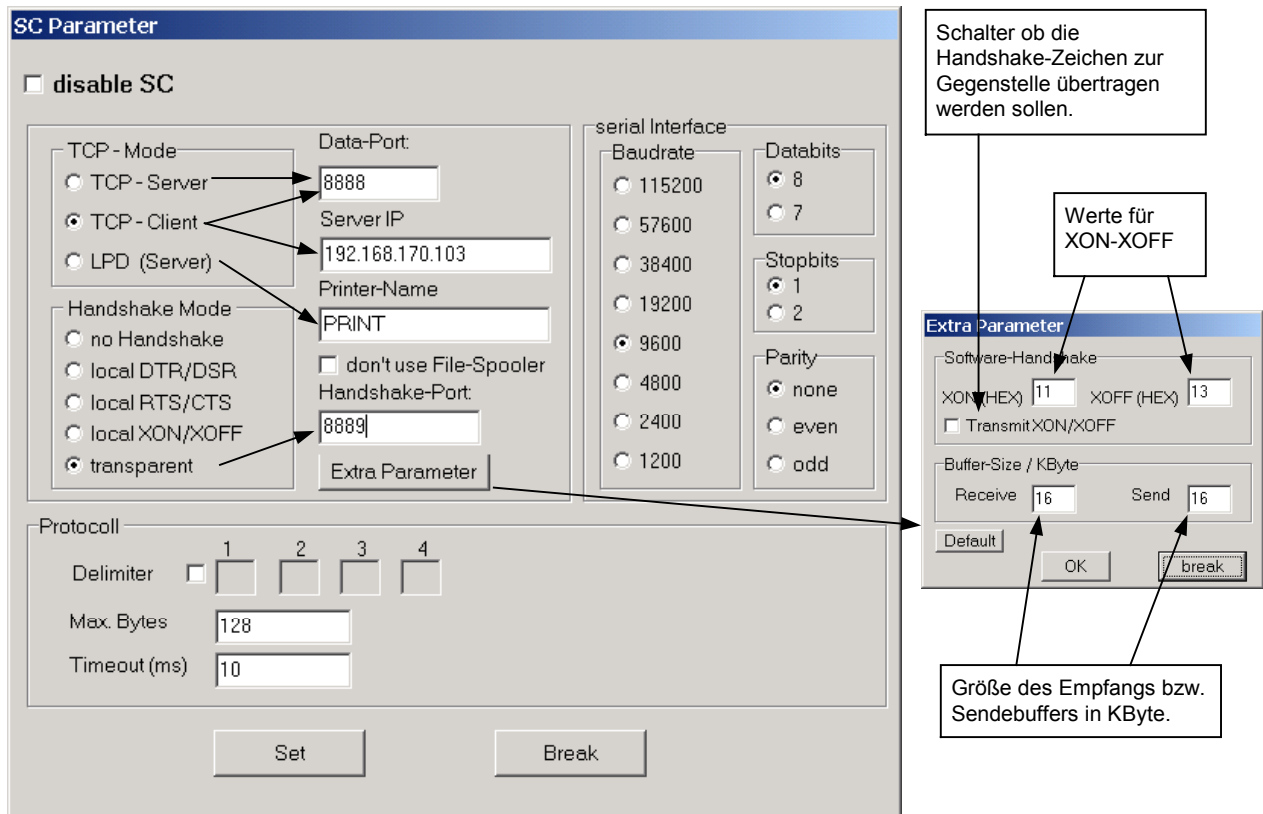 SC Parameter
disable SC
TCP - Mode
TCP - Server
TCP - Client
LPD (Server)
Handshake Mode
no Handshake
local DTR/DSR
local RTS/CTS
local XON/XOFF
transparent
Data-Port:
8888
Server IP
192.168.170.103
Printer-Name
PRINT
don't use File-Spooler
Handshake-Port:
8889
Extra Parameter
serial Interface
Baudrate
115200
57600
38400
19200
9600
4800
2400
1200
Databits
8
7
Stopbits
1
2
Parity
none
even
odd
Protocoll
1 2 3 4
Delimiter
Max. Bytes 128
Timeout (ms) 10
Set Break
Schalter ob die
Handshake-Zeichen zur
Gegenstelle übertragen
werden sollen.
Werte für
XON-XOFF
Extra Parameter
Software-Handshake
XON (HEX) 11 XOFF (HEX) 13
Transmit XON/XOFF
Buffer-Size / KByte
Receive 16 Send 16
Default
OK break
Größe des Empfangs bzw.
Sendebuffers in KByte.